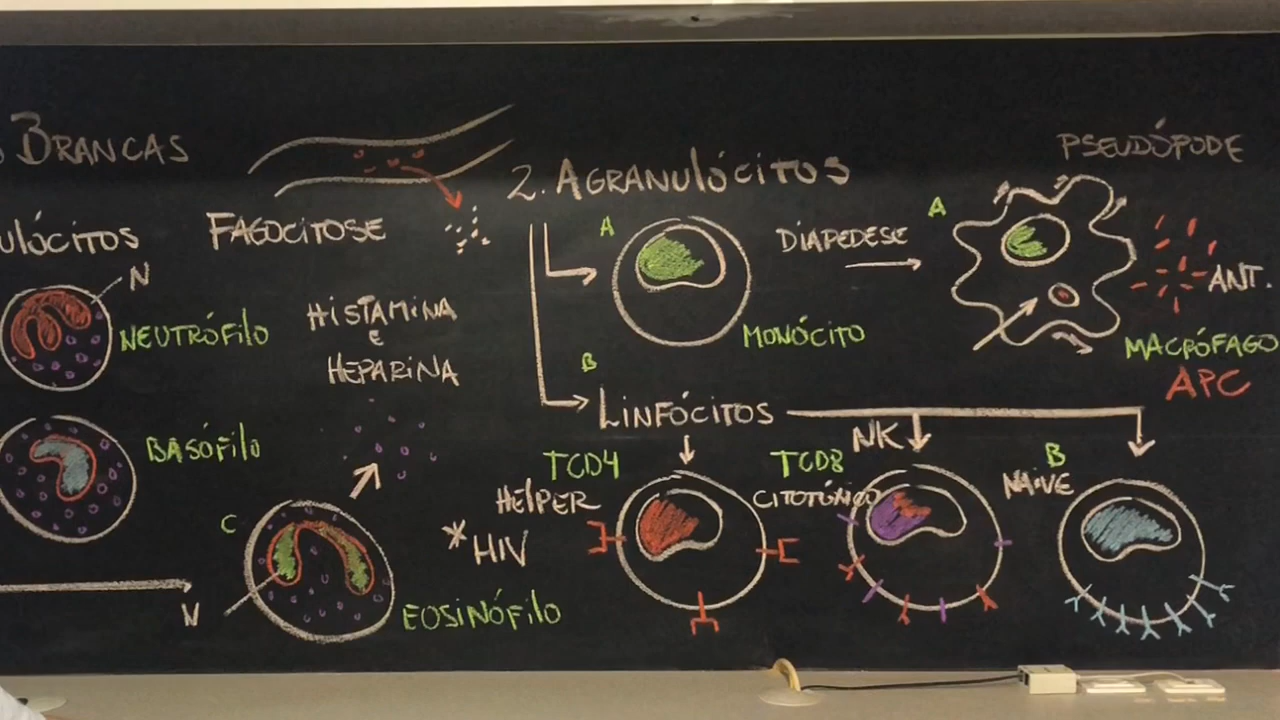 BRANCAS
ULÓCITOS
FAGOCITOSE
N
NEUTRÓFILO
HISTAMINA
E
HEPARINA
BASÓFILO
C
N
EOSINÓFILO
2. AGRANULÓCITOS
A
MONÓCITO
DIAPEDESE
A
PSEUDÓPODE
ANT.
MACRÓFAGO
APC
B
LINFÓCITOS
TCD4
HELPER
*HIV
NK
TCD8
CITOTÓXICO
B
NAIVE